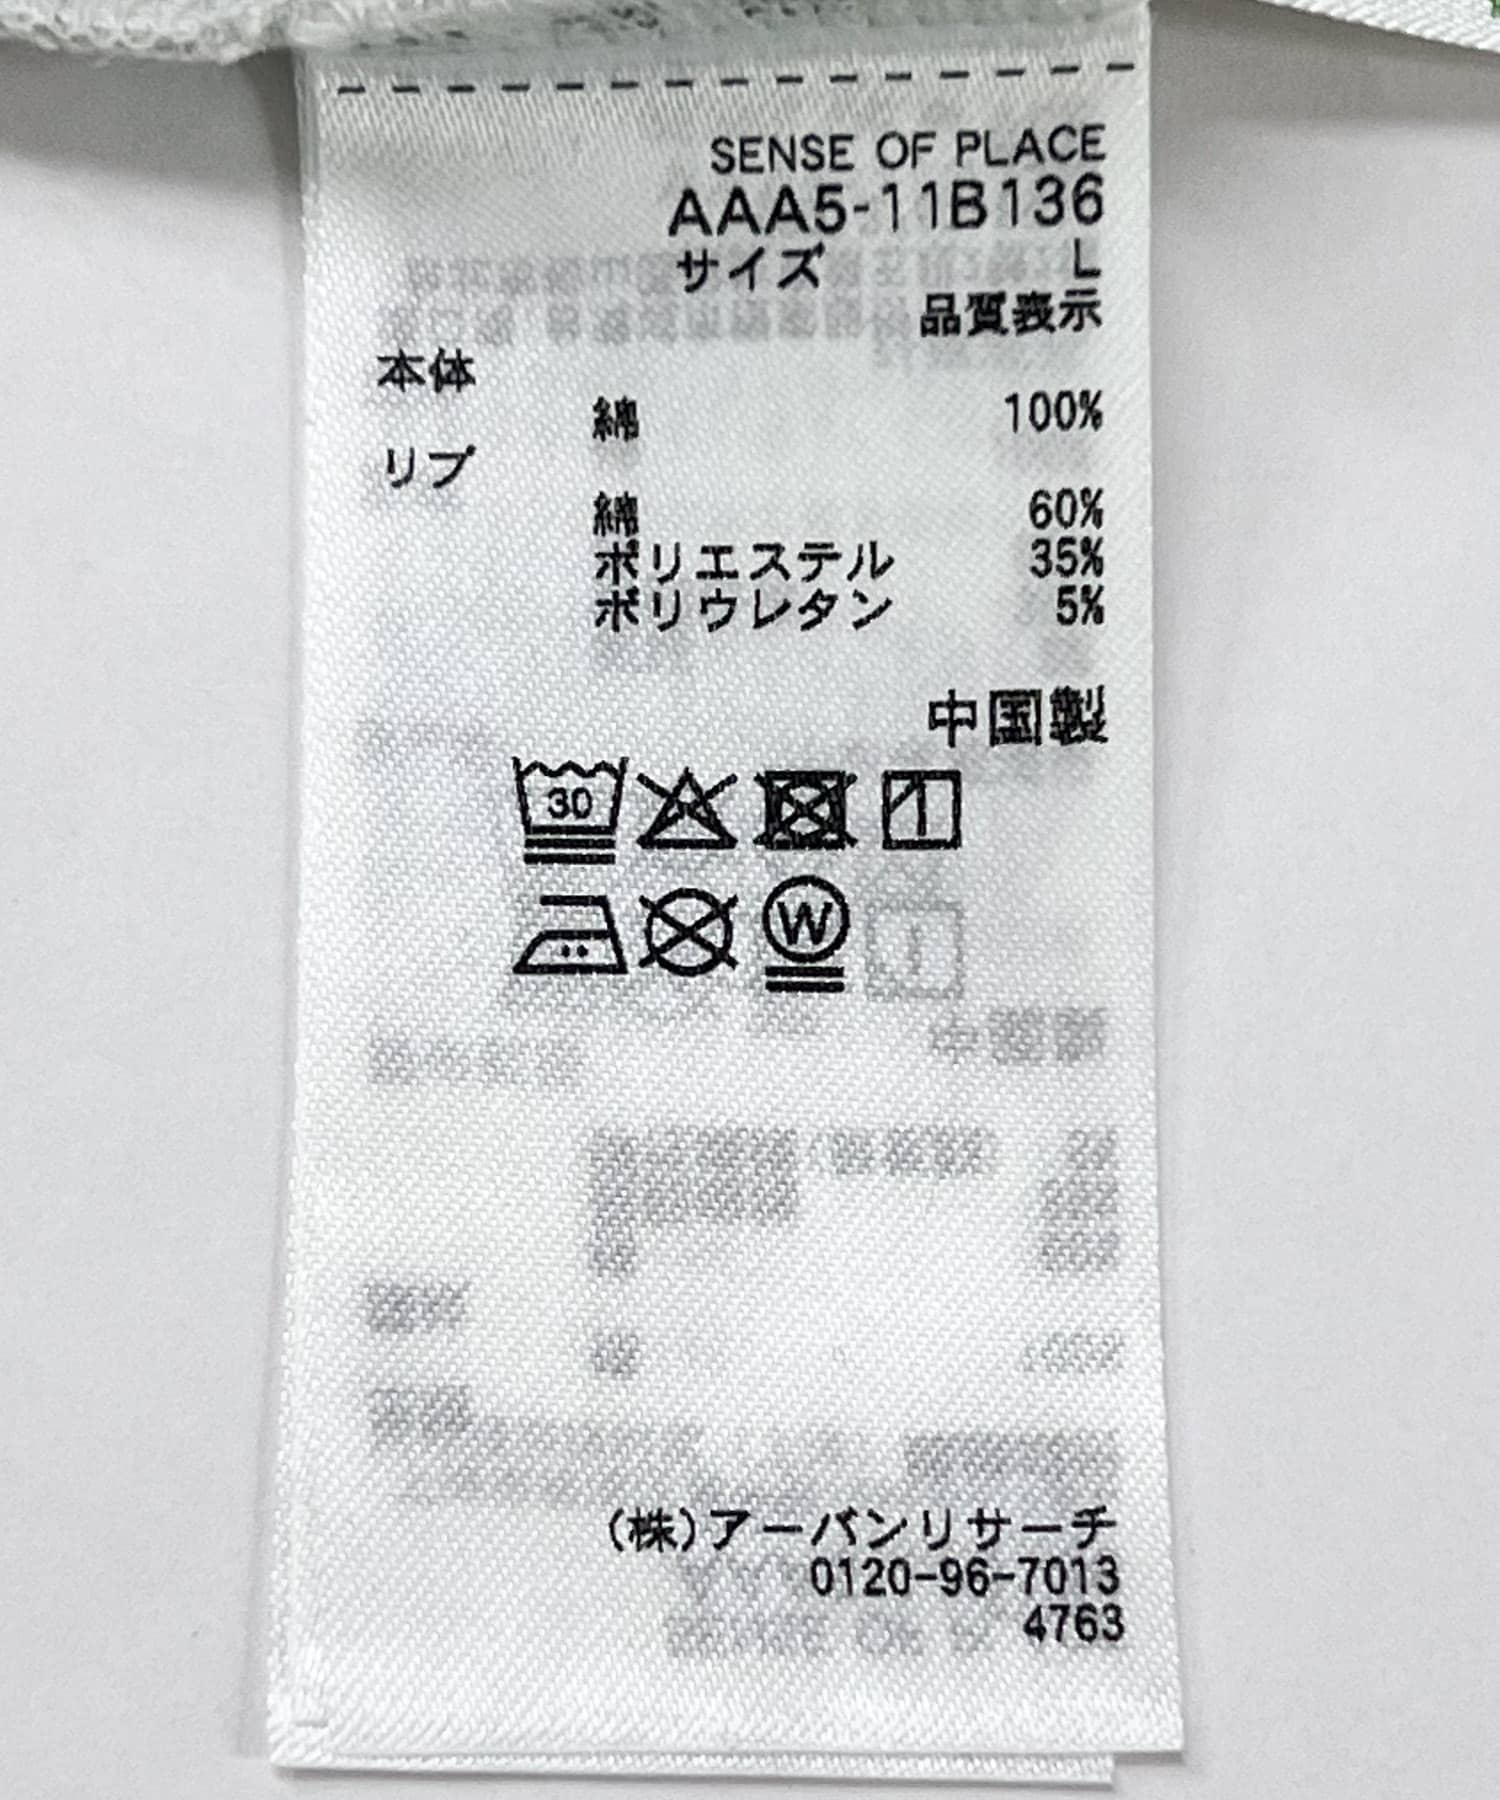 SENSE OF PLACE
AAA5-11B136
サイズ L
品質表示
本体
綿 100%
リブ
綿 60%
ポリエステル 35%
ポリウレタン 5%
中国製
30
W
(株)アーバンリサーチ
0120-96-7013
4763